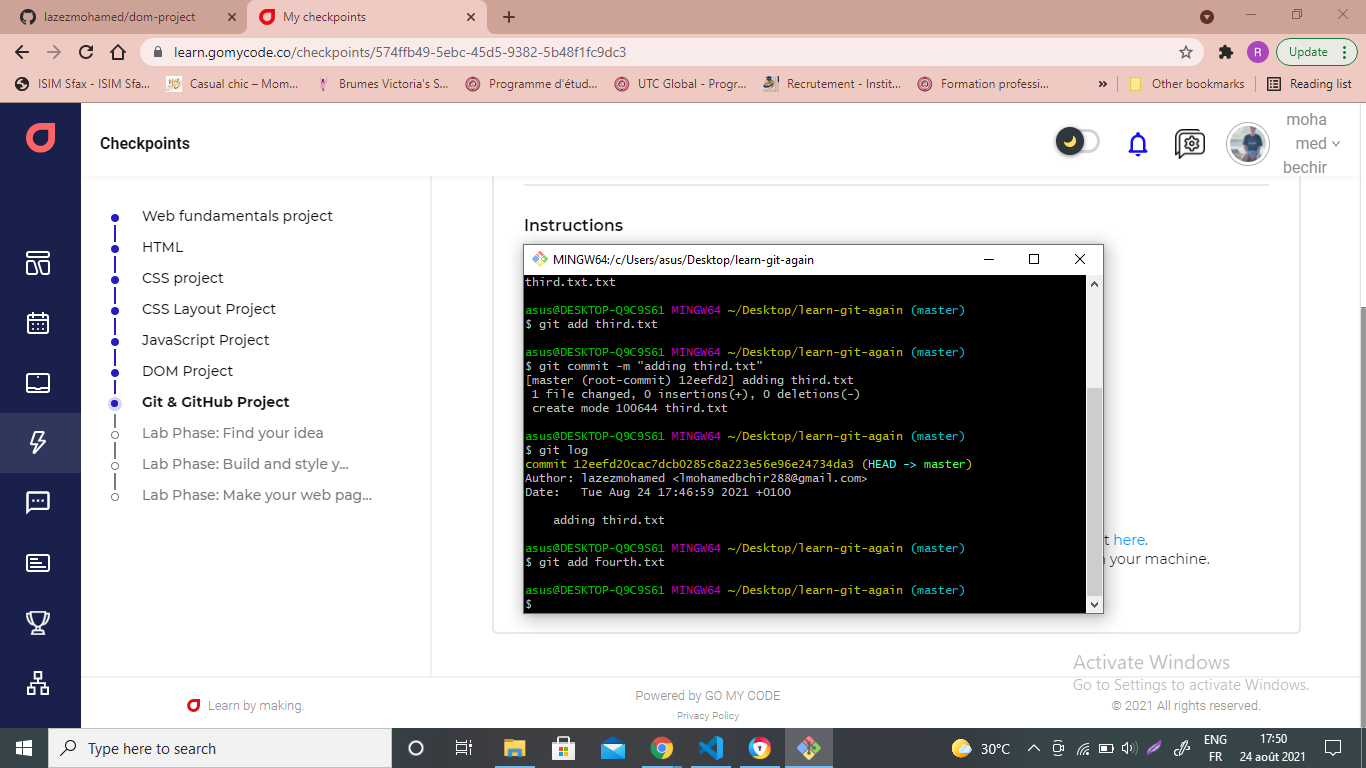 lazezmohamed/dom-project
My checkpoints
learn.gomycode.co/checkpoints/574ffb49-5ebc-45d5-9382-5b48f1fc9dc3
R
Update
ISIM Sfax - ISIM Sfa...
Casual chic – Mom...
Brumes Victoria's S...
Programme d'étud...
UTC Global - Progr...
Recrutement - Instit...
Formation professi...
»
Other bookmarks
Reading list
Checkpoints
moha
med
bechir
Web fundamentals project
HTML
CSS project
CSS Layout Project
JavaScript Project
DOM Project
Git & GitHub Project
Lab Phase: Find your idea
Lab Phase: Build and style y...
Lab Phase: Make your web pag...
Instructions
MINGW64:/c/Users/asus/Desktop/learn-git-again
third.txt.txt
asus@DESKTOP-Q9C9S61 MINGW64 ~/Desktop/learn-git-again (master)
$ git add third.txt
asus@DESKTOP-Q9C9S61 MINGW64 ~/Desktop/learn-git-again (master)
$ git commit -m "adding third.txt"
[master (root-commit) 12eefd2] adding third.txt
1 file changed, 0 insertions(+), 0 deletions(-)
create mode 100644 third.txt
asus@DESKTOP-Q9C9S61 MINGW64 ~/Desktop/learn-git-again (master)
$ git log
commit 12eefd20cac7dcb0285c8a223e56e96e24734da3 (HEAD -> master)
Author: lazezmohamed <lmohamedbchir288@gmail.com>
Date:   Tue Aug 24 17:46:59 2021 +0100
adding third.txt
asus@DESKTOP-Q9C9S61 MINGW64 ~/Desktop/learn-git-again (master)
$ git add fourth.txt
asus@DESKTOP-Q9C9S61 MINGW64 ~/Desktop/learn-git-again (master)
$
t here.
your machine.
Activate Windows
Go to Settings to activate Windows.
Learn by making.
Powered by GO MY CODE
Privacy Policy
© 2021 All rights reserved.
Type here to search
30°C
ENG
FR
17:50
24 août 2021